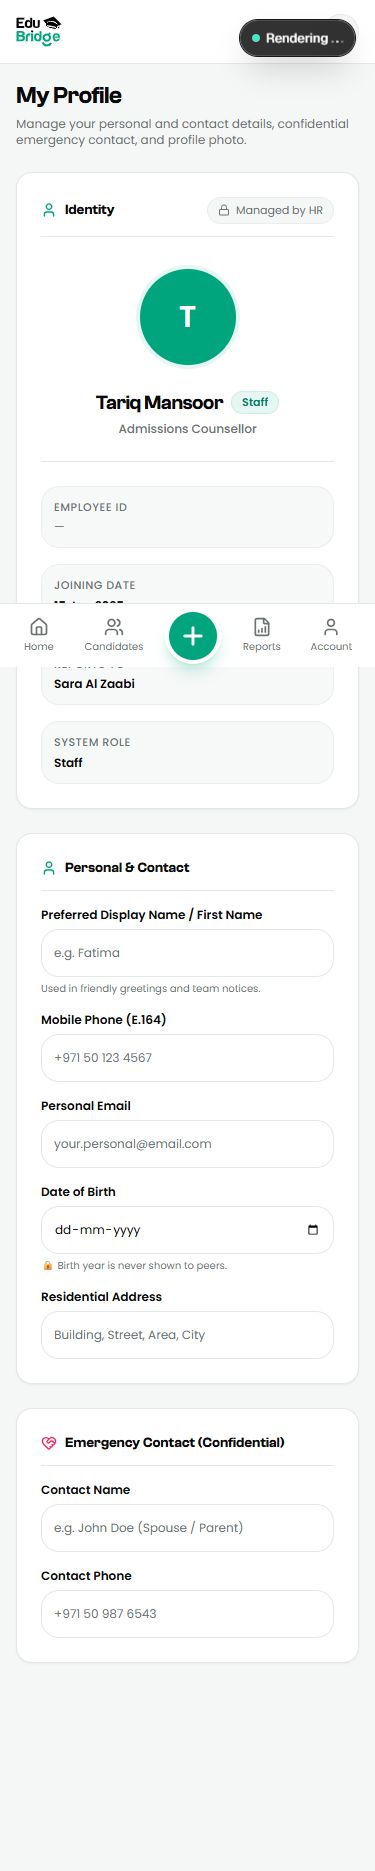 Edu
Bridge
Rendering ...
My Profile
Manage your personal and contact details, confidential
emergency contact, and profile photo.
Identity
Managed by HR
T
Tariq Mansoor
Staff
Admissions Counsellor
EMPLOYEE ID
—
JOINING DATE
Home
Candidates
Reports
Account
Sara Al Zaabi
SYSTEM ROLE
Staff
Personal & Contact
Preferred Display Name / First Name
e.g. Fatima
Used in friendly greetings and team notices.
Mobile Phone (E.164)
+971 50 123 4567
Personal Email
your.personal@email.com
Date of Birth
dd-mm-yyyy
🔒 Birth year is never shown to peers.
Residential Address
Building, Street, Area, City
Emergency Contact (Confidential)
Contact Name
e.g. John Doe (Spouse / Parent)
Contact Phone
+971 50 987 6543